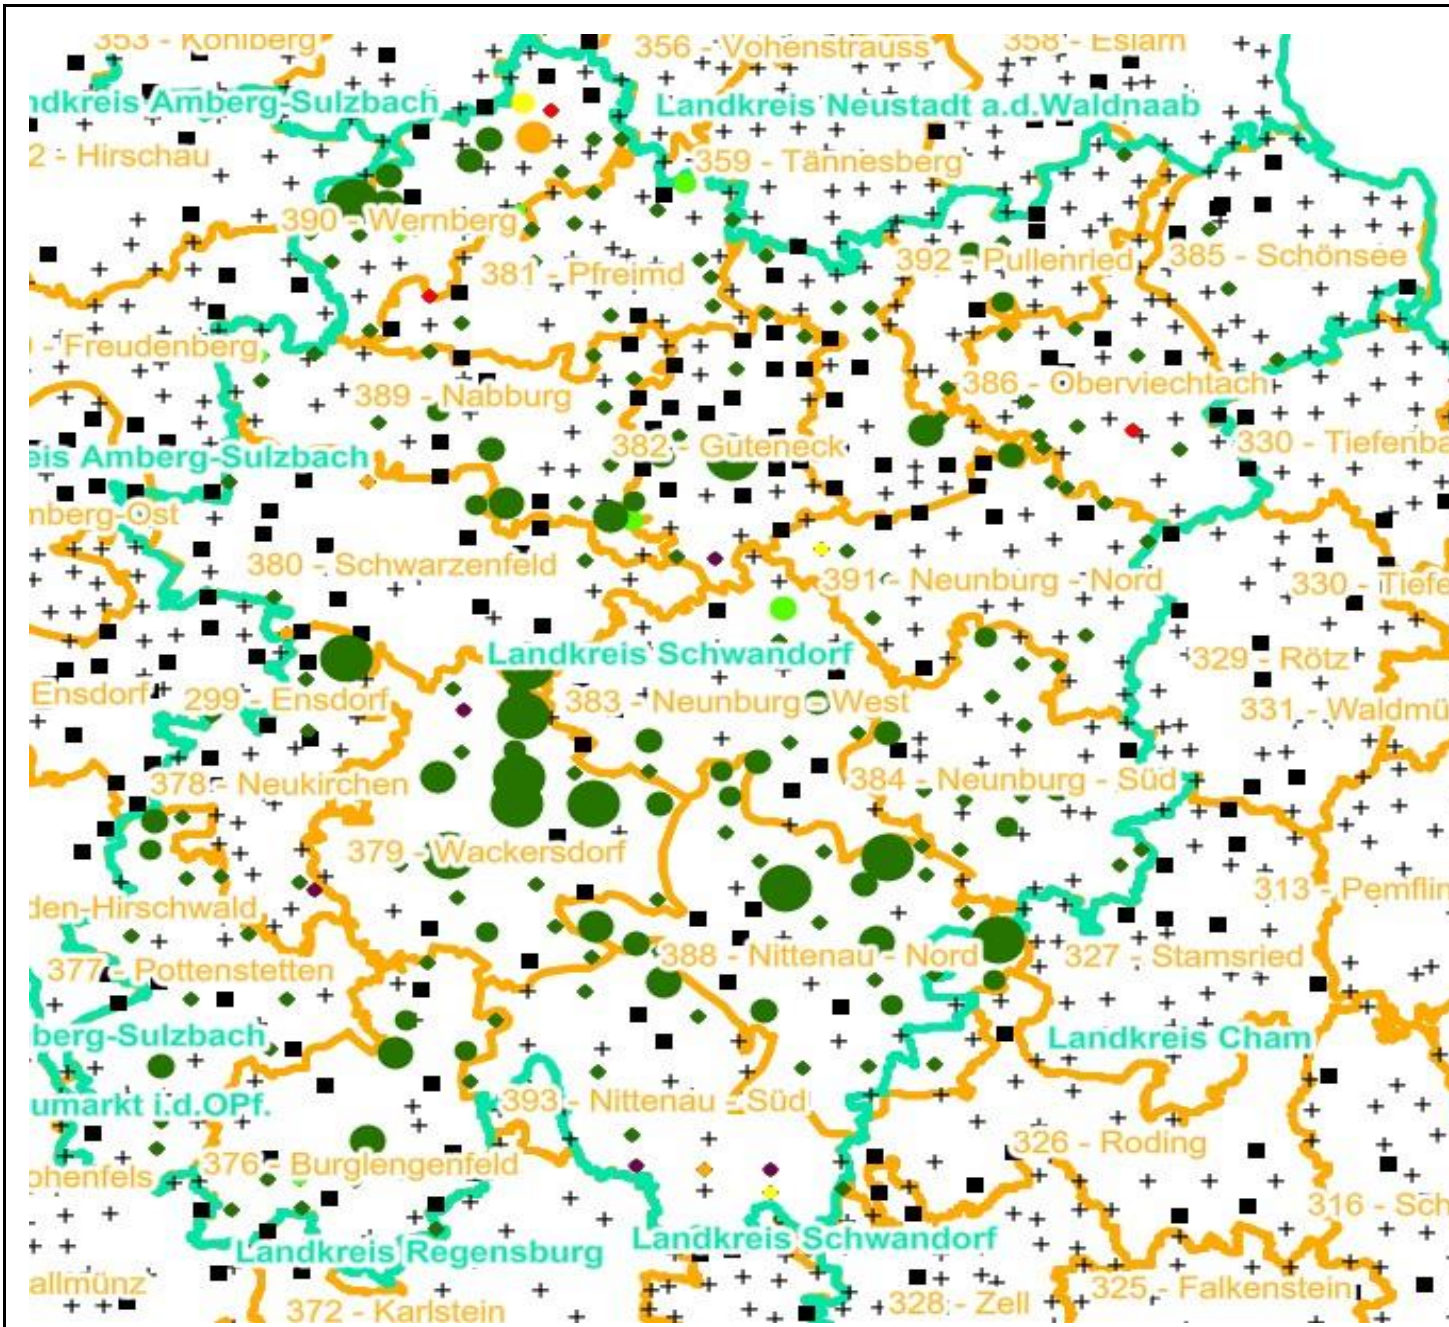 353 - Kohlberg
356 - Vohenstrauss
358 - Eslarn
ndkreis Amberg-Sulzbach
Landkreis Neustadt a.d.Waldnaab
2 - Hirschau
359 - Tännesberg
390 - Wernberg
381 - Pfreimd
392 - Pullenried
385 - Schönsee
- Freudenberg
389 - Nabburg
386 - Oberviechtach
382 - Guteneck
330 - Tiefenba
eis Amberg-Sulzbach
mberg-Ost
380 - Schwarzenfeld
391 - Neunburg - Nord
330 - Tiefe
Landkreis Schwandorf
329 - Rötz
Ensdorf
299 - Ensdorf
383 - Neunburg - West
331 - Waldmü
378 - Neukirchen
384 - Neunburg - Süd
379 - Wackersdorf
313 - Pemflin
den-Hirschwald
377 - Pottenstetten
388 - Nittenau - Nord
327 - Stamsried
berg-Sulzbach
Landkreis Cham
umarkt i.d.OPf.
393 - Nittenau - Süd
326 - Roding
ohenfels
376 - Burglengenfeld
316 - Sch
Landkreis Regensburg
Landkreis Schwandorf
allmünz
372 - Karlstein
328 - Zell
325 - Falkenstein